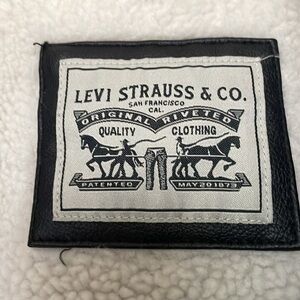 LEVI STRAUSS & CO.
SAN FRANCISCO
CAL.
ORIGINAL RIVETED
QUALITY CLOTHING
PATENTED MAY 20 1873